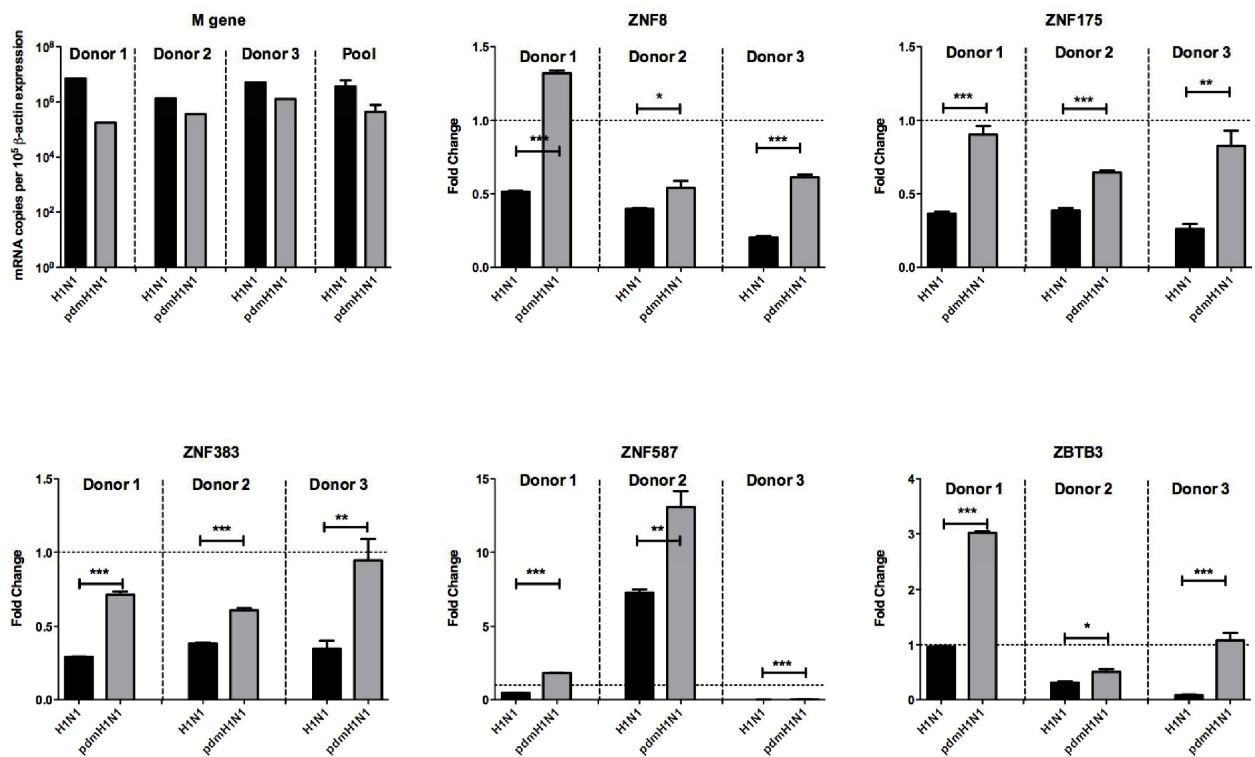 M gene
mRNA copies per 10⁵ β-actin expression
10⁸
10⁶
10⁴
10²
10⁰
Donor 1 Donor 2 Donor 3 Pool
H1N1 pdmH1N1 H1N1 pdmH1N1 H1N1 pdmH1N1 H1N1 pdmH1N1
ZNF8
Fold Change
1.5
1.0
0.5
0.0
Donor 1 Donor 2 Donor 3
*** * ***
H1N1 pdmH1N1 H1N1 pdmH1N1 H1N1 pdmH1N1
ZNF175
Fold Change
1.5
1.0
0.5
0.0
Donor 1 Donor 2 Donor 3
*** *** **
H1N1 pdmH1N1 H1N1 pdmH1N1 H1N1 pdmH1N1
ZNF383
Fold Change
1.5
1.0
0.5
0.0
Donor 1 Donor 2 Donor 3
*** *** **
H1N1 pdmH1N1 H1N1 pdmH1N1 H1N1 pdmH1N1
ZNF587
Fold Change
15
10
5
0
Donor 1 Donor 2 Donor 3
*** ** ***
H1N1 pdmH1N1 H1N1 pdmH1N1 H1N1 pdmH1N1
ZBTB3
Fold Change
4
3
2
1
0
Donor 1 Donor 2 Donor 3
*** * ***
H1N1 pdmH1N1 H1N1 pdmH1N1 H1N1 pdmH1N1